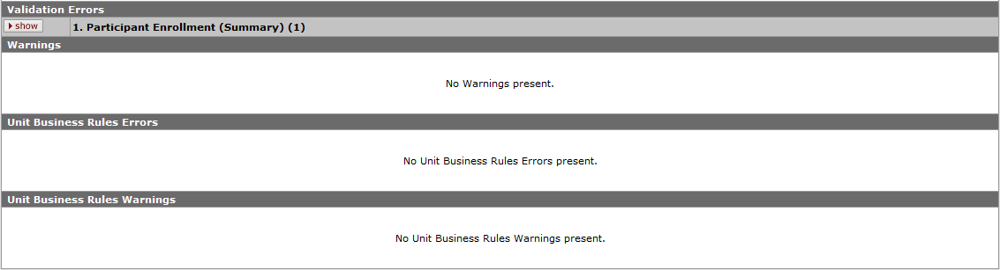 Validation Errors
show 1. Participant Enrollment (Summary) (1)
Warnings
No Warnings present.
Unit Business Rules Errors
No Unit Business Rules Errors present.
Unit Business Rules Warnings
No Unit Business Rules Warnings present.